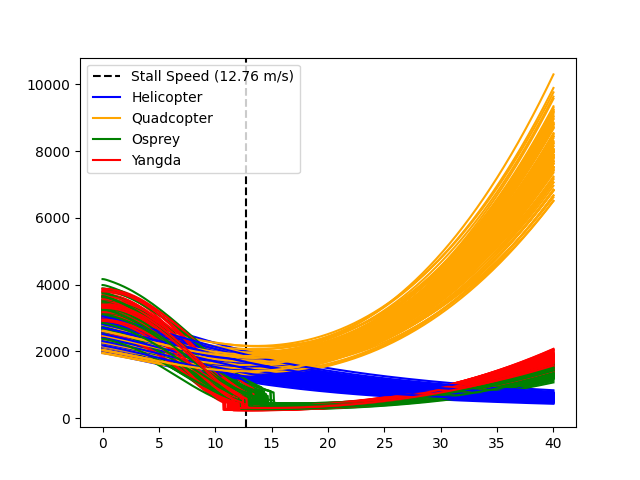 Stall Speed (12.76 m/s)
Helicopter
Quadcopter
Osprey
Yangda
10000
8000
6000
4000
2000
0
0 5 10 15 20 25 30 35 40